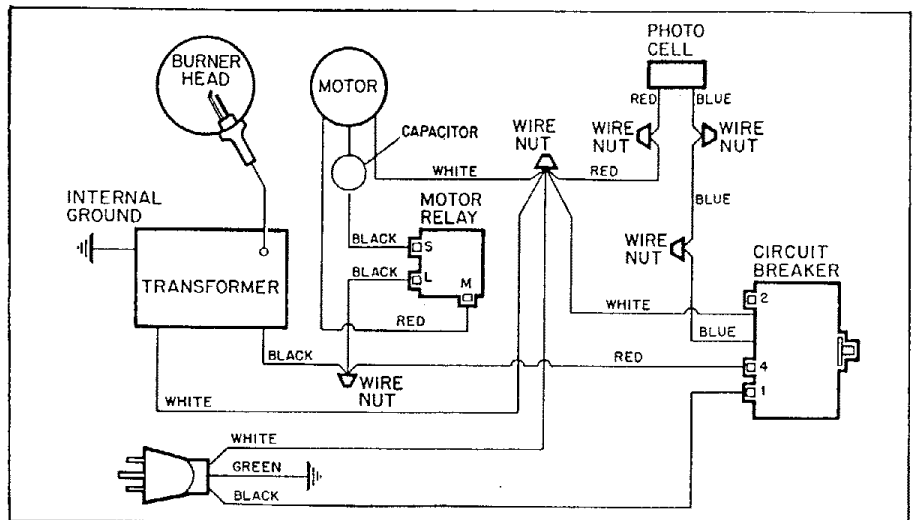 PHOTO
CELL
BURNER
HEAD
MOTOR
RED
BLUE
CAPACITOR
WIRE
NUT
WIRE
NUT
WIRE
NUT
WHITE
RED
INTERNAL
GROUND
MOTOR
RELAY
BLUE
BLACK
S
WIRE
NUT
CIRCUIT
BREAKER
TRANSFORMER
BLACK
L
M
2
WHITE
RED
BLUE
BLACK
RED
4
WIRE
NUT
1
WHITE
WHITE
GREEN
BLACK